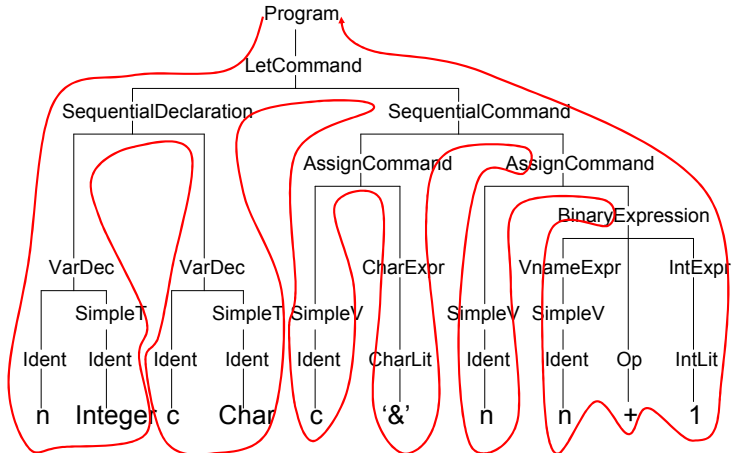 Program
LetCommand
SequentialDeclaration SequentialCommand
AssignCommand AssignCommand
BinaryExpression
VarDec VarDec CharExpr VnameExpr IntExpr
SimpleT SimpleT SimpleV SimpleV SimpleV
Ident Ident Ident Ident Ident CharLit Ident Ident Op IntLit
n Integer c Char c ‘&’ n n + 1